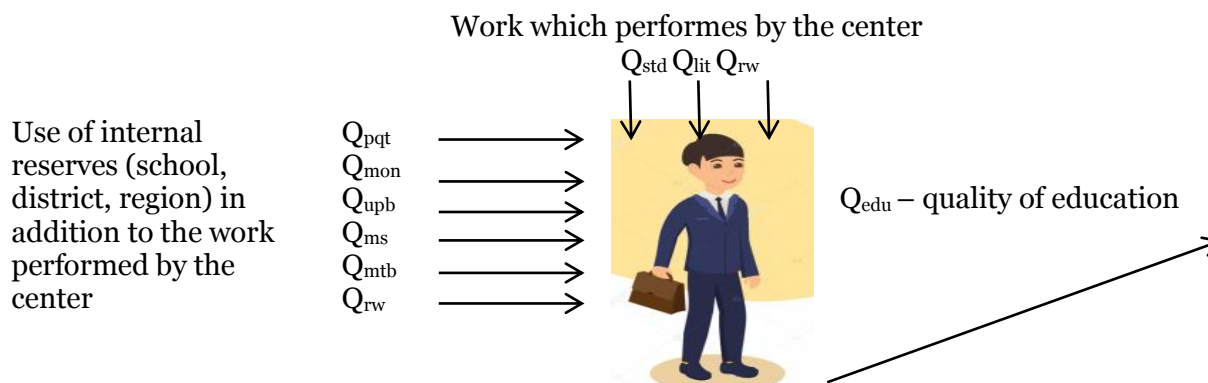 Work which performes by the center
Qstd Qlit Qrw
Use of internal
reserves (school,
district, region) in
addition to the work
performed by the
center
Qpqt
Qmon
Qupb
Qms
Qmtb
Qrw
Qedu – quality of education